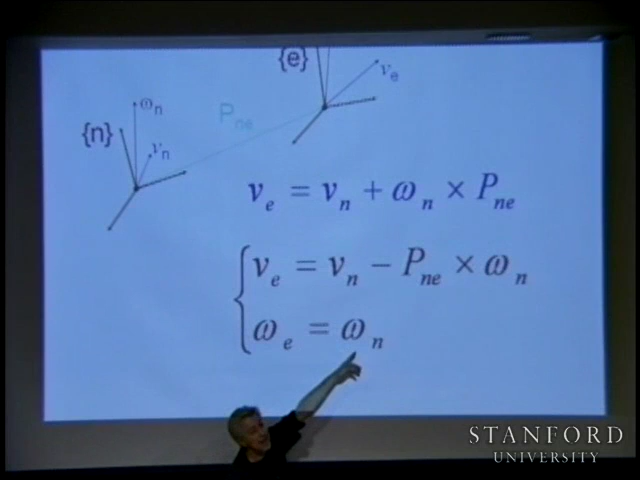 {e}
v_e
ω_n
P_ne
{n}
v_n
v_e = v_n + ω_n × P_ne
v_e = v_n − P_ne × ω_n
ω_e = ω_n
STANFORD
UNIVERSITY